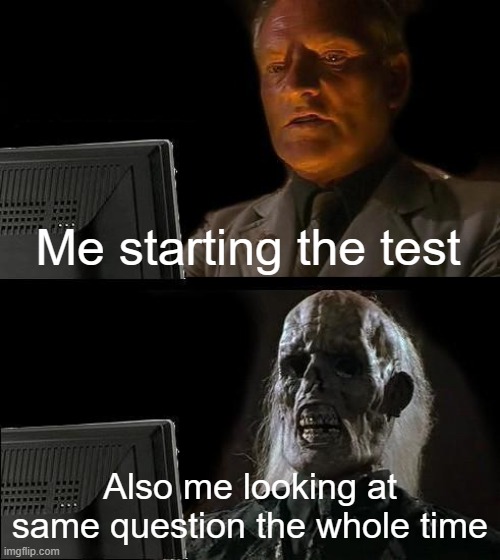 Me starting the test
Also me looking at
same question the whole time
imgflip.com